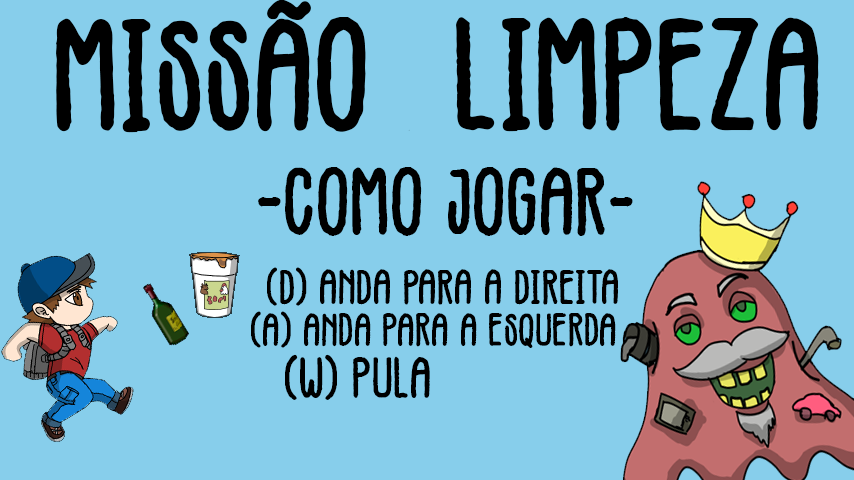 MISSÃO LIMPEZA
-COMO JOGAR-
(D) ANDA PARA A DIREITA
(A) ANDA PARA A ESQUERDA
(W) PULA